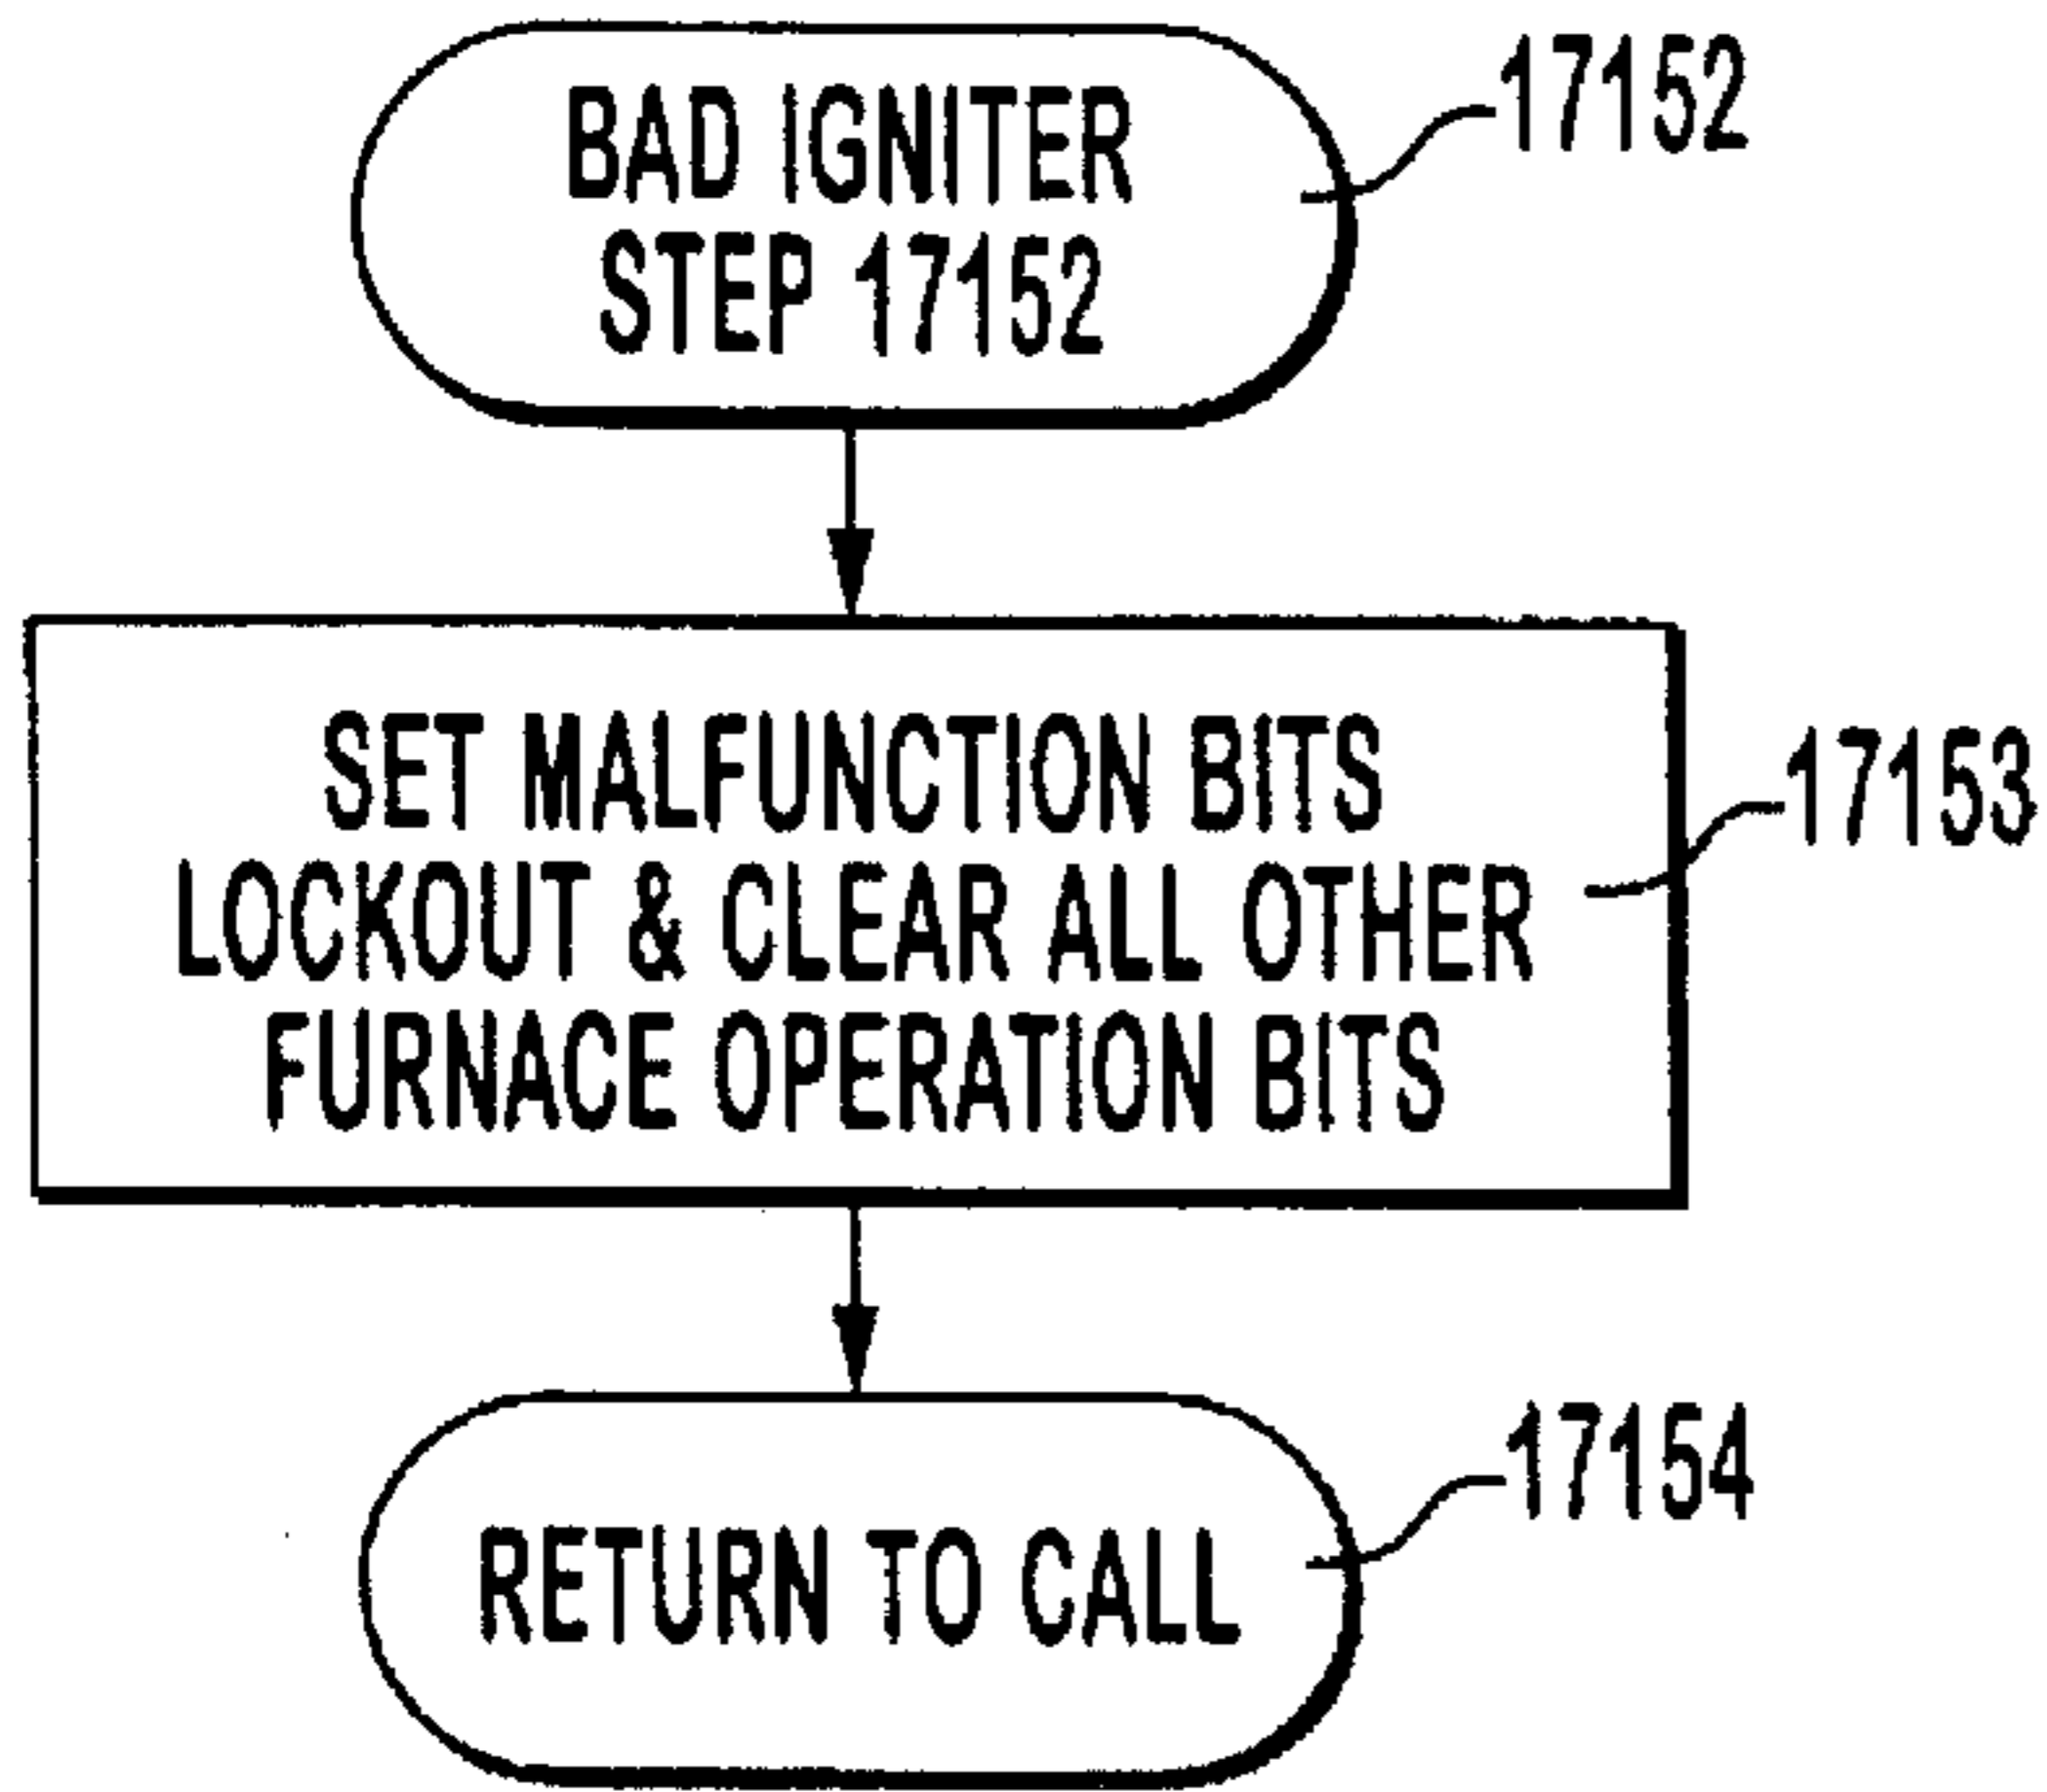 BAD IGNITER
STEP 17152
17152
SET MALFUNCTION BITS
LOCKOUT & CLEAR ALL OTHER
FURNACE OPERATION BITS
17153
RETURN TO CALL
17154